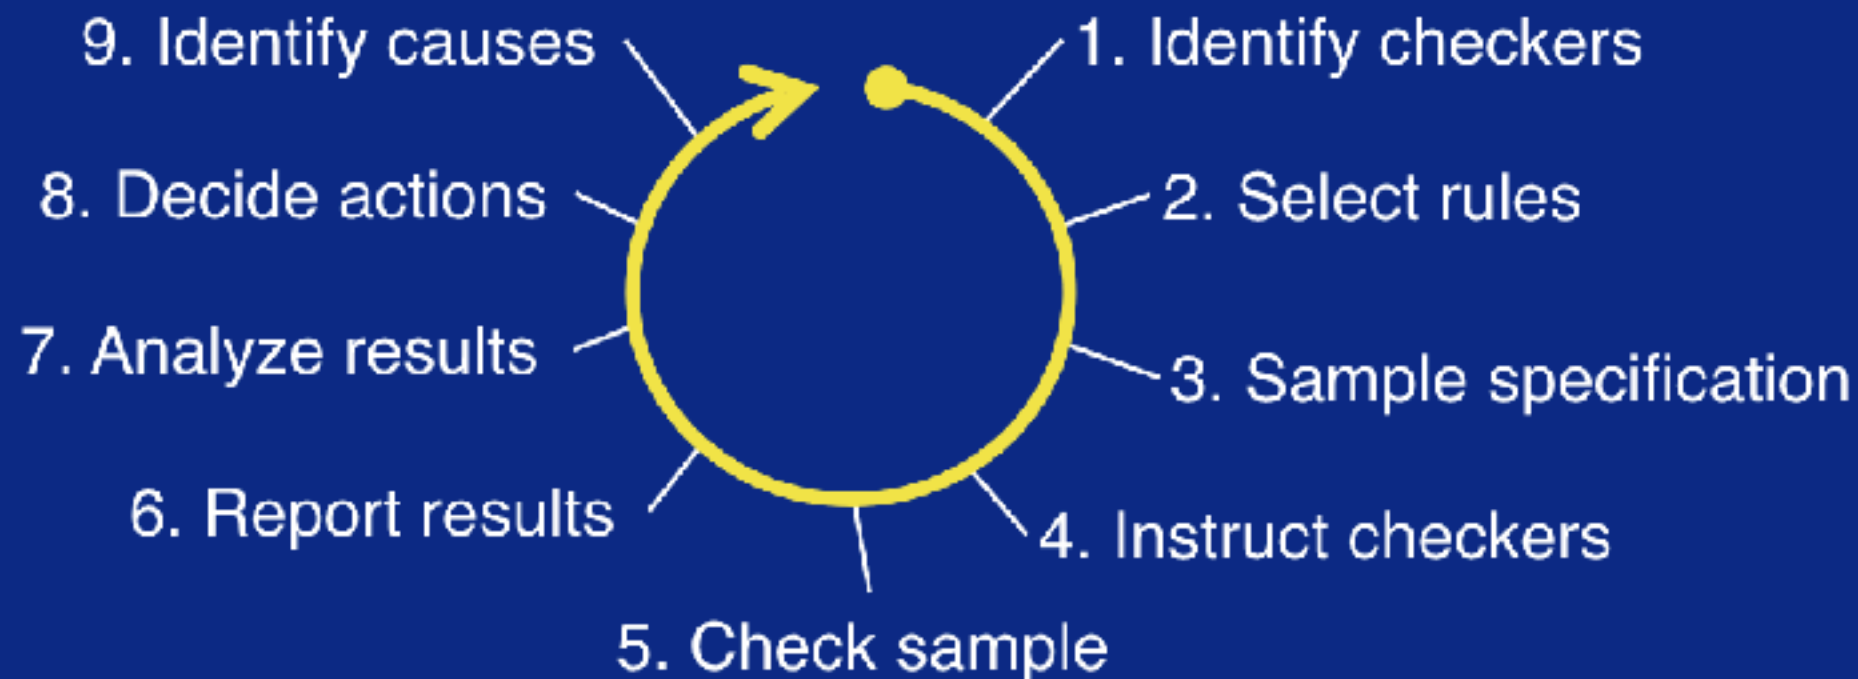 1. Identify checkers
2. Select rules
3. Sample specification
4. Instruct checkers
5. Check sample
6. Report results
7. Analyze results
8. Decide actions
9. Identify causes